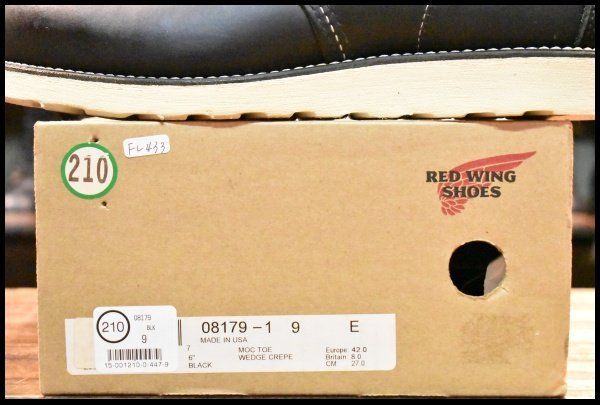 210
FL433
RED WING
SHOES
210
08179
BLK
9
15-001210-0-447-9
08179-1 9 E
MADE IN USA
7 MOC TOE Europe: 42.0
6" WEDGE CREPE Britain: 8.0
BLACK CM 27.0